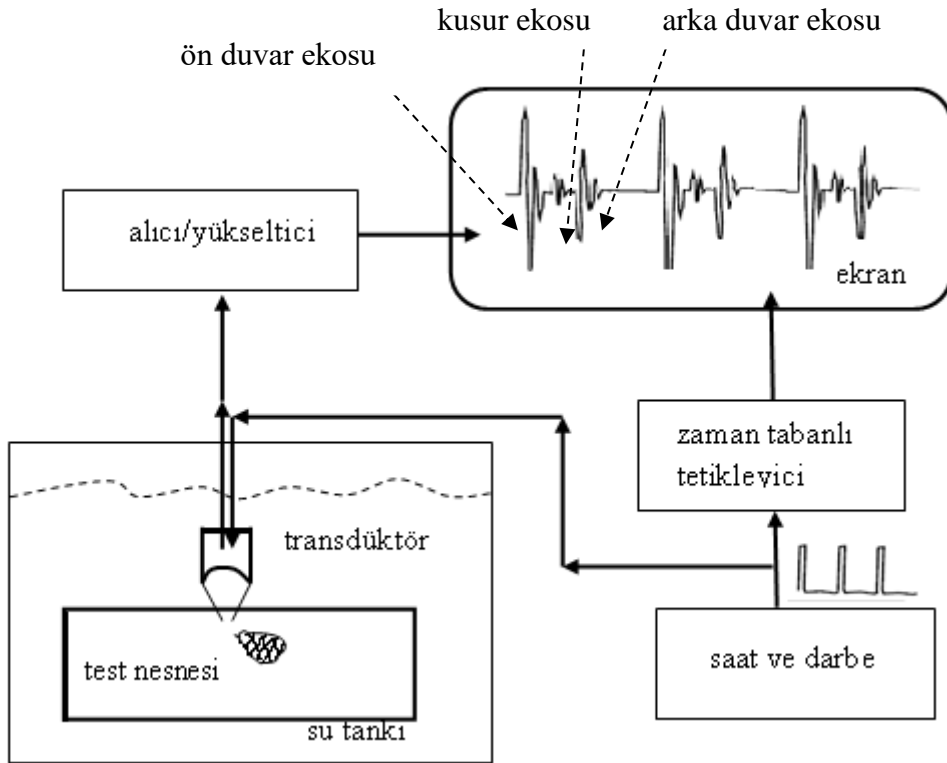 kusur ekosu
arka duvar ekosu
ön duvar ekosu
alıcı/yükseltici
ekran
zaman tabanlı
tetikleyici
transdüktör
test nesnesi
su tankı
saat ve darbe